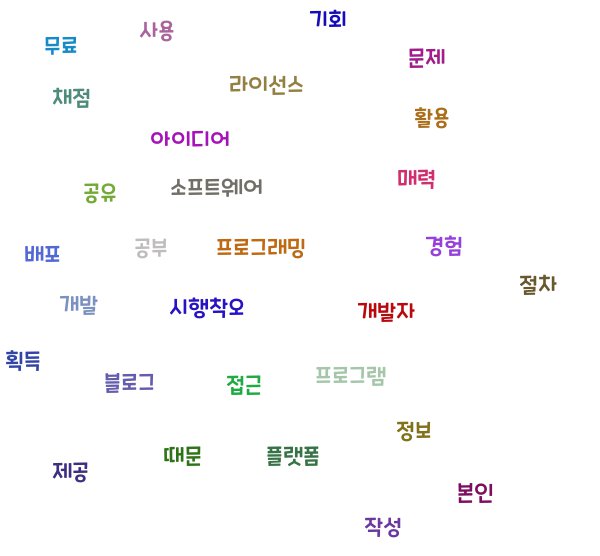 기회
사용
무료
문제
라이선스
채점
활용
아이디어
매력
소프트웨어
공유
경험
공부
프로그래밍
배포
절차
개발
시행착오
개발자
획득
프로그램
블로그
접근
정보
때문
플랫폼
제공
본인
작성